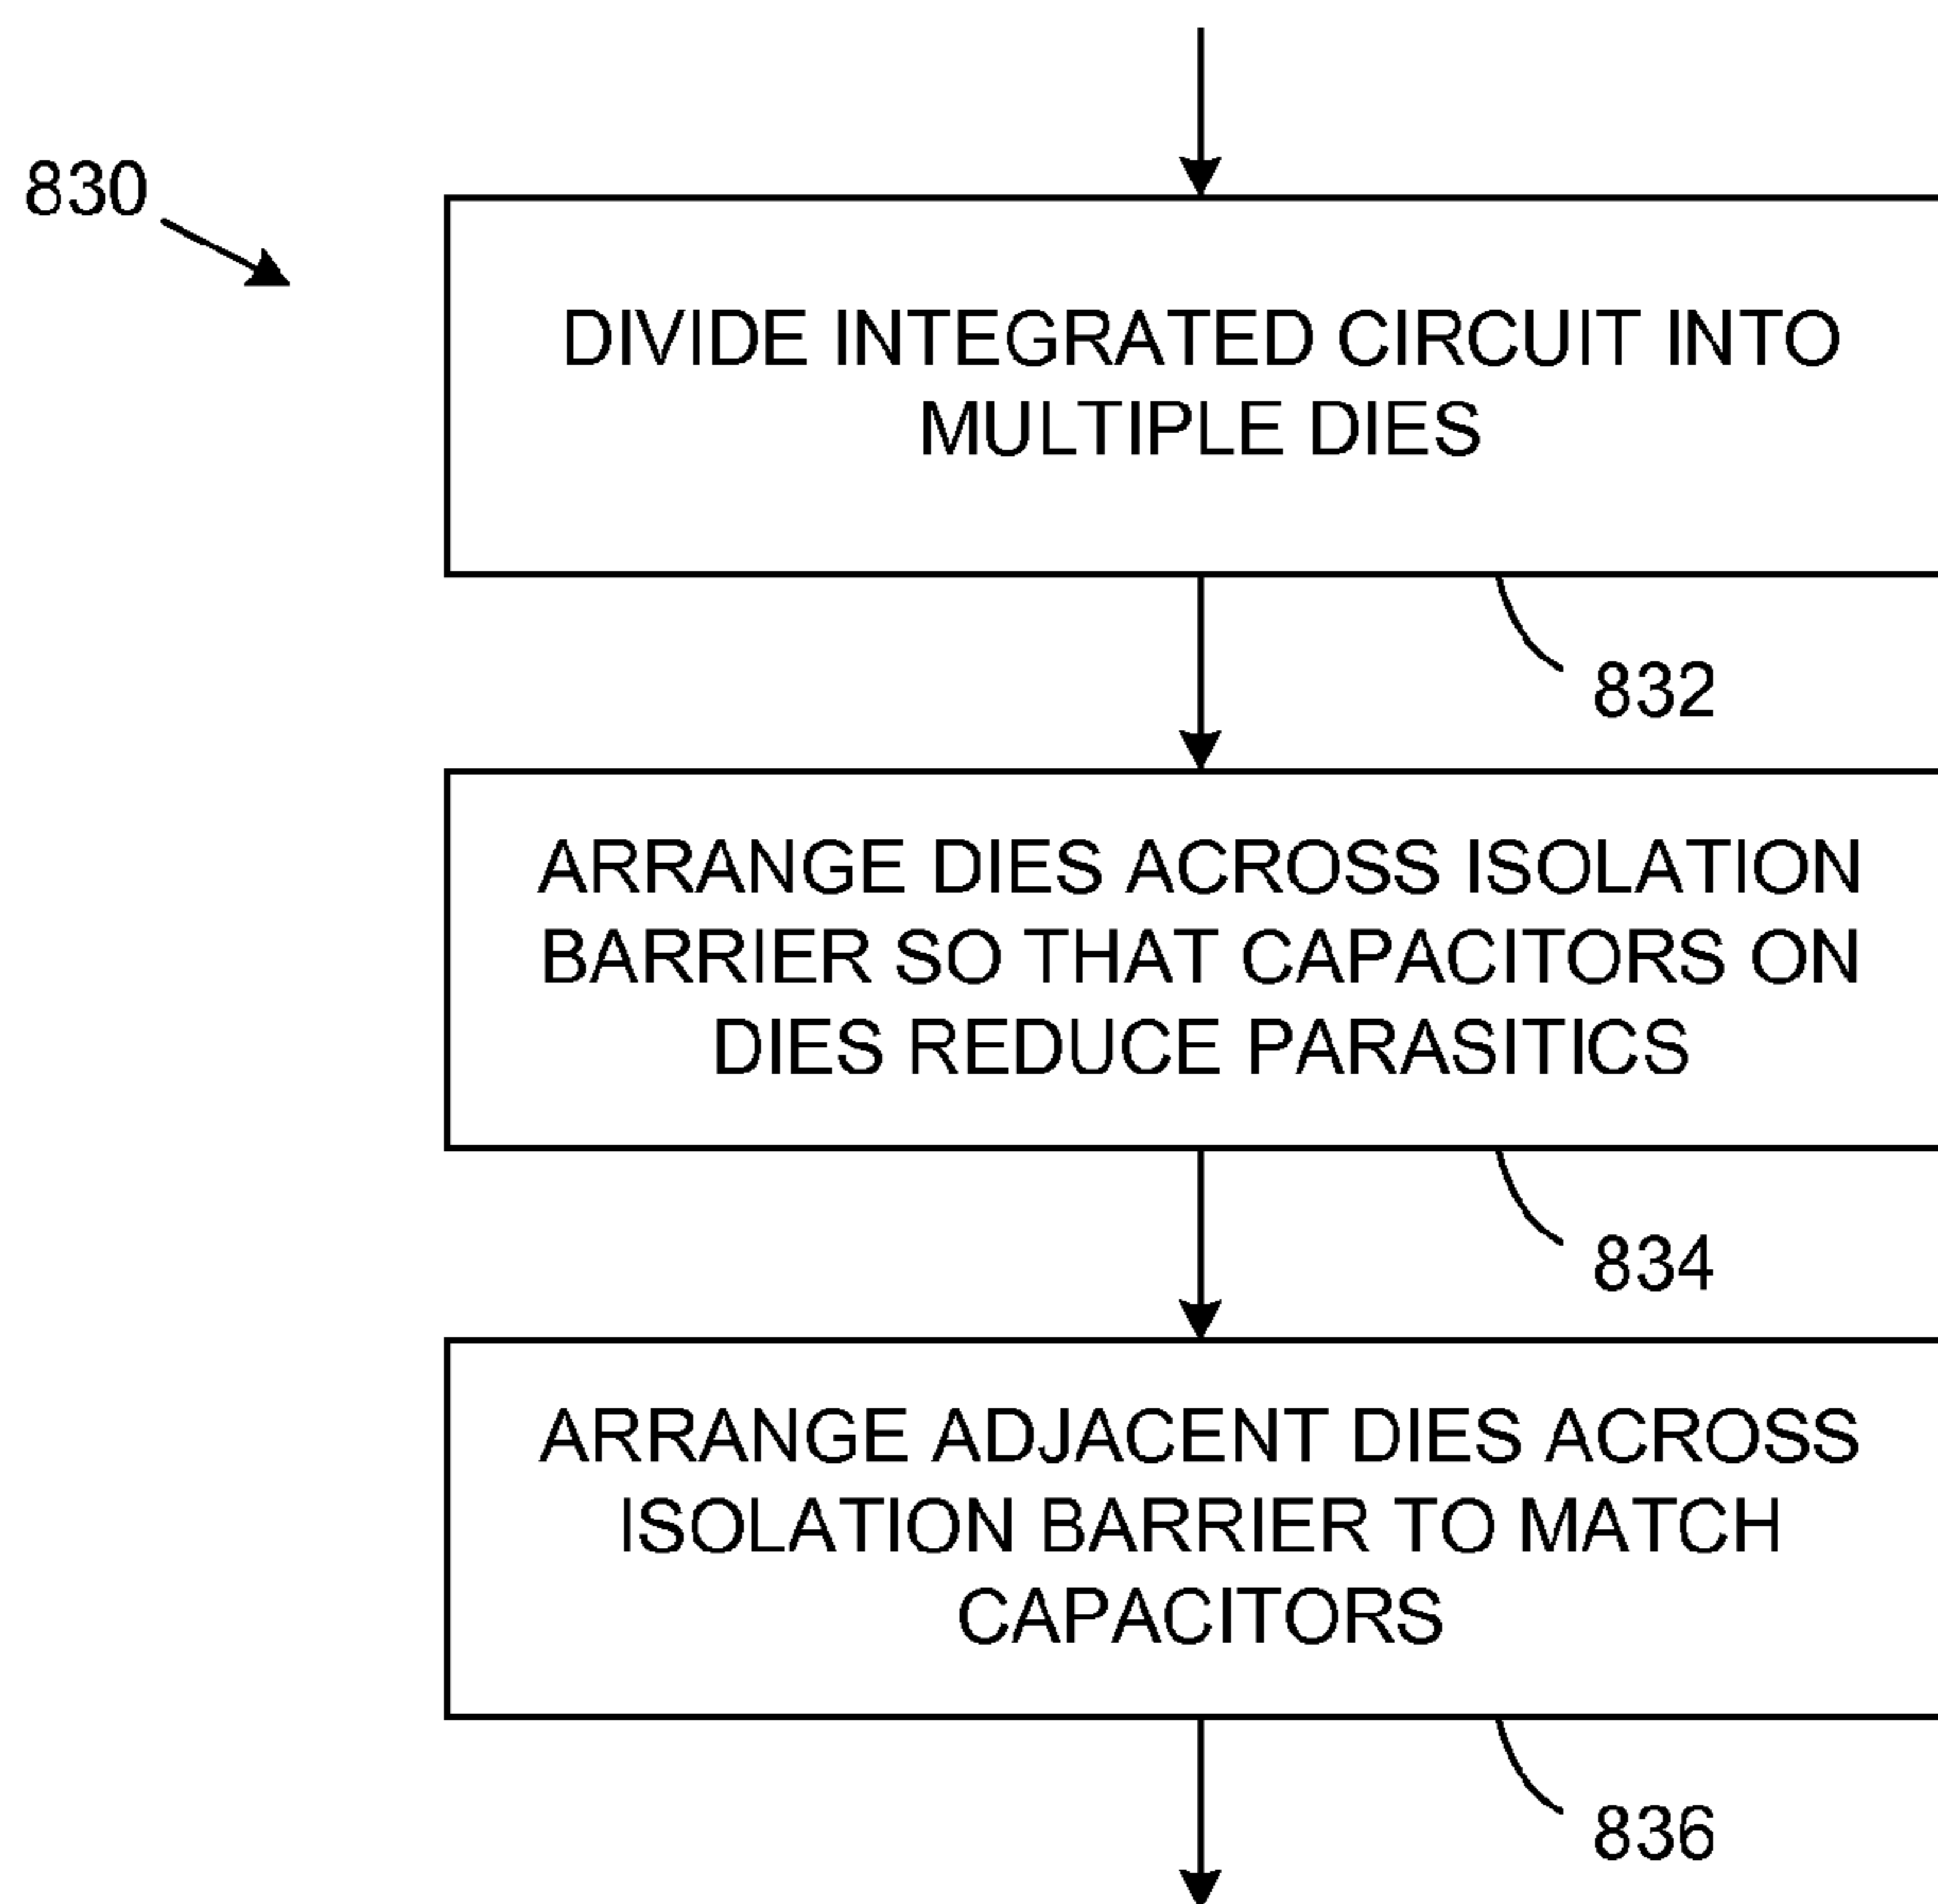 830
DIVIDE INTEGRATED CIRCUIT INTO
MULTIPLE DIES
832
ARRANGE DIES ACROSS ISOLATION
BARRIER SO THAT CAPACITORS ON
DIES REDUCE PARASITICS
834
ARRANGE ADJACENT DIES ACROSS
ISOLATION BARRIER TO MATCH
CAPACITORS
836